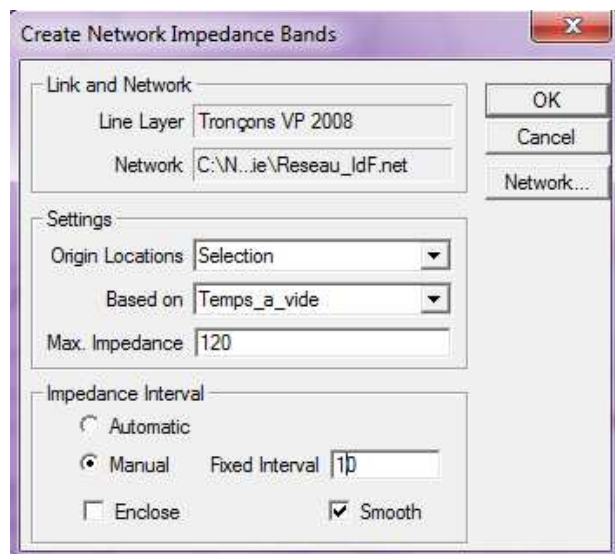 Create Network Impedance Bands
Link and Network
Line Layer Tronçons VP 2008
Network C:\N...ie\Reseau_IdF.net
OK
Cancel
Network...
Settings
Origin Locations Selection
Based on Temps_a_vide
Max. Impedance 120
Impedance Interval
Automatic
Manual Fixed Interval 10
Enclose Smooth